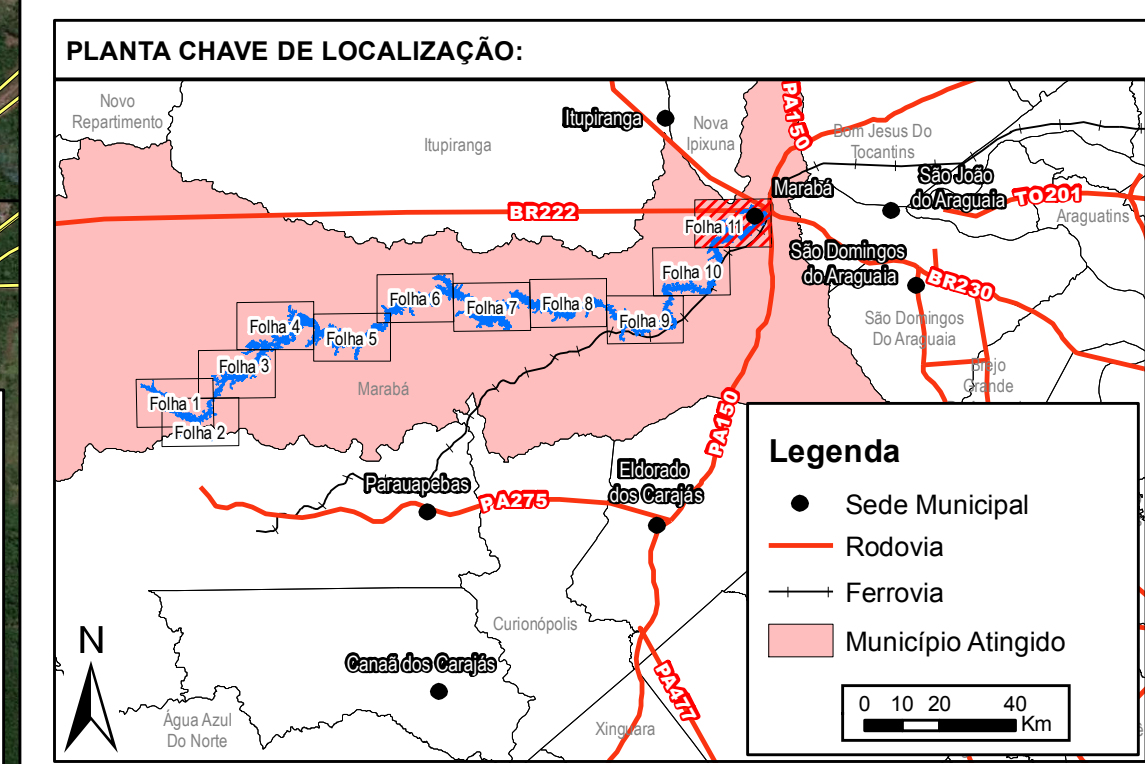 PLANTA CHAVE DE LOCALIZAÇÃO:
Novo
Repartimento
Itupiranga
Itupiranga
Nova
Ipixuna
PA150
Bom Jesus Do
Tocantins
Marabá
São João
do Araguaia
TO201
Araguatins
BR222
Folha 11
São Domingos
do Araguaia
BR230
Folha 10
Folha 6
Folha 7
Folha 8
Folha 9
Folha 4
Folha 5
São Domingos
Do Araguaia
Folha 3
Brejo
Grande
Marabá
Folha 1
Folha 2
PA150
Parauapebas
PA275
Eldorado
dos Carajás
Curionópolis
Canaã dos Carajás
PA477
Água Azul
Do Norte
Xinguara
N
Legenda
Sede Municipal
Rodovia
Ferrovia
Município Atingido
0 10 20 40
Km